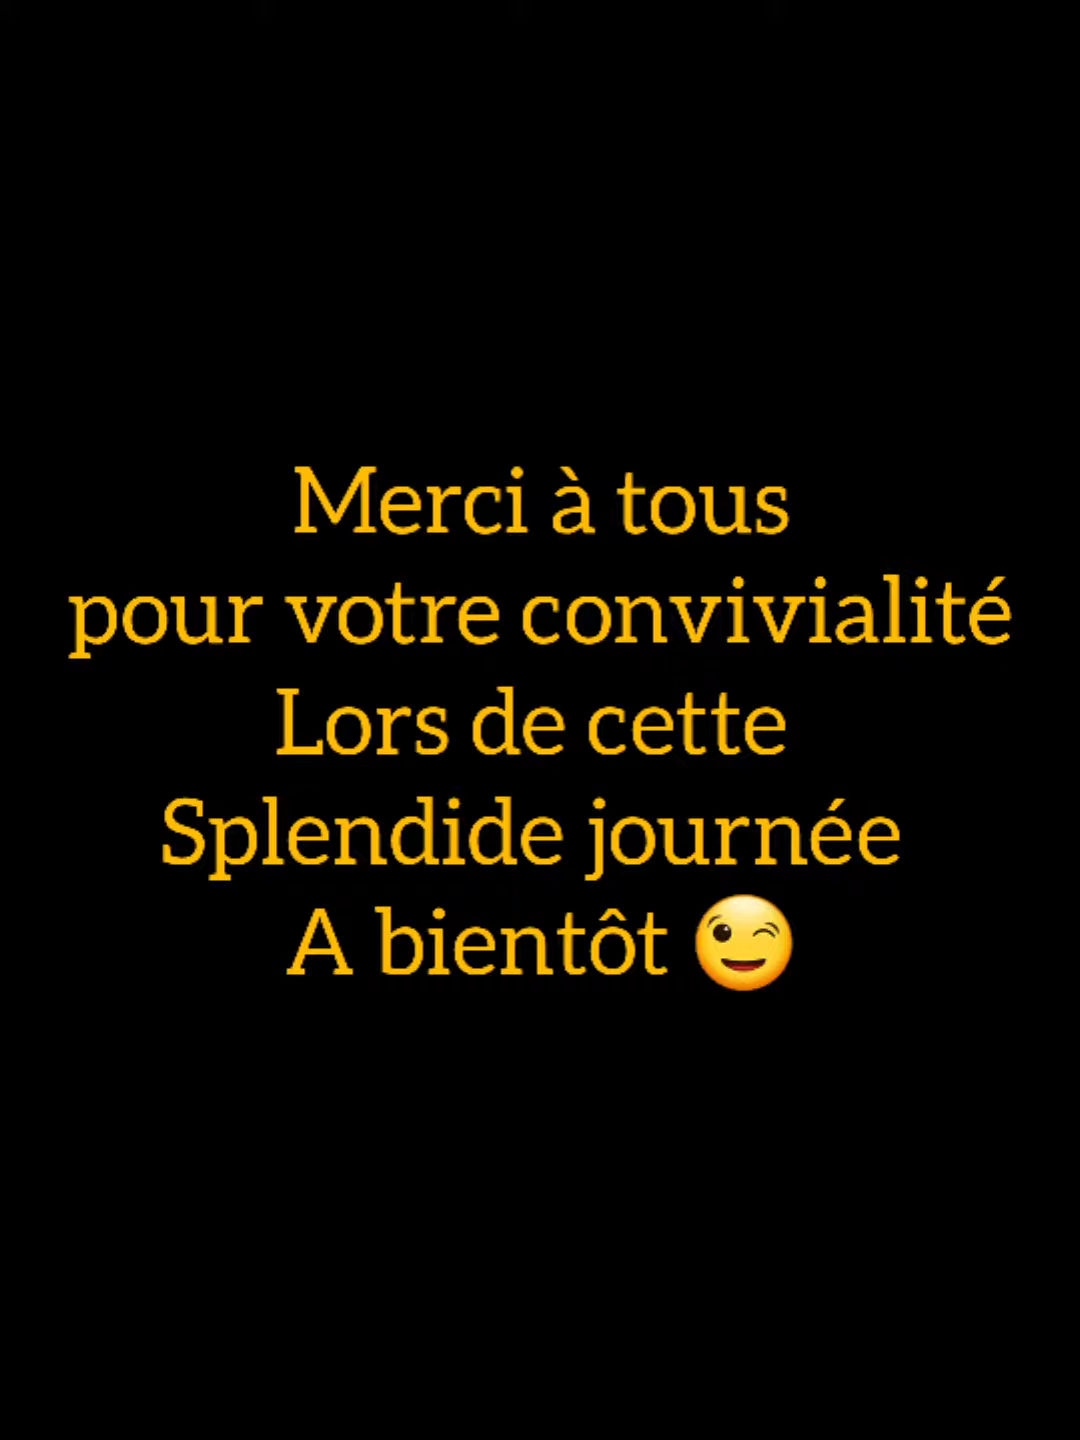 Merci à tous
pour votre convivialité
Lors de cette
Splendide journée
A bientôt 😉